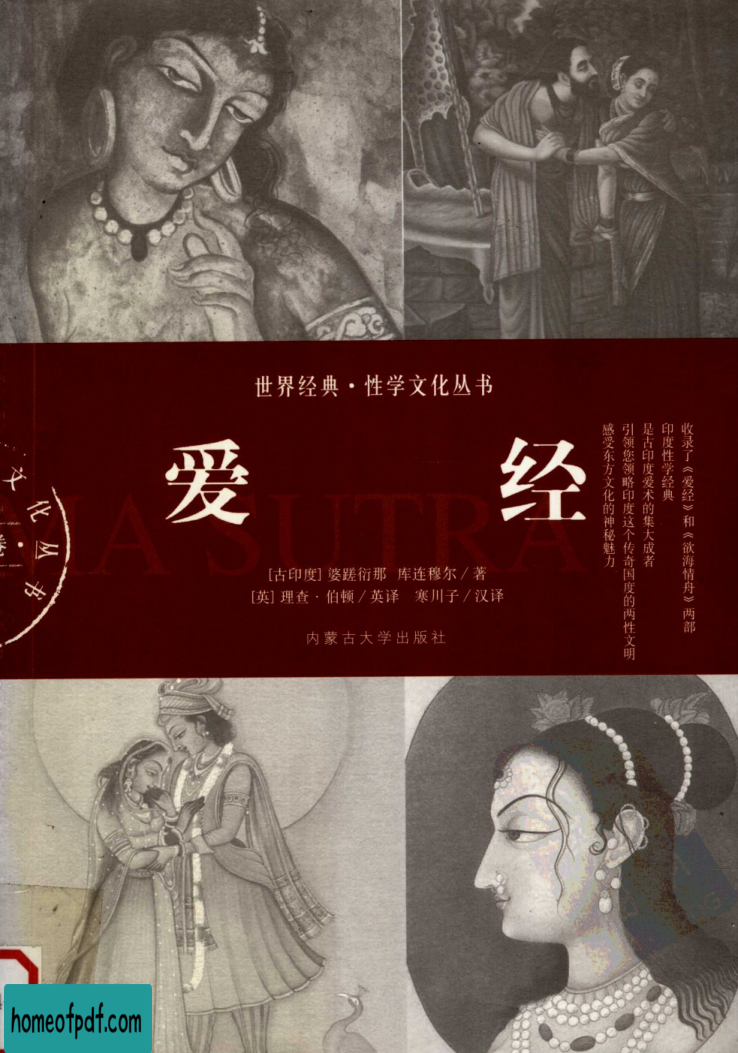 世界经典·性学文化丛书
爱 经
MA SUTRA
[古印度] 婆蹉衍那 库连穆尔／著
[英] 理查·伯顿／英译 寒川子／汉译
内蒙古大学出版社
收录了《爱经》和《欲海情舟》两部
印度性学经典
是古印度爱术的集大成者
引领您领略印度这个传奇国度的两性文明
感受东方文化的神秘魅力
文化丛书
homeofpdf.com